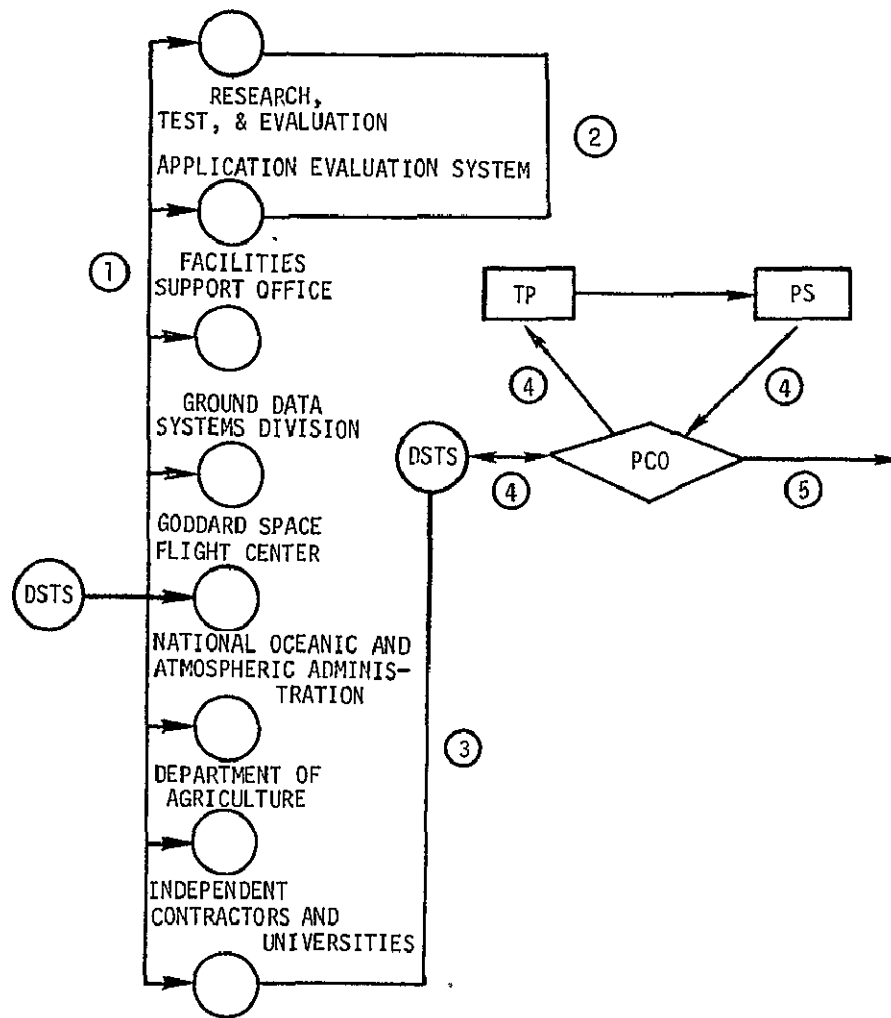 RESEARCH,
TEST, & EVALUATION
2
APPLICATION EVALUATION SYSTEM
1
FACILITIES
SUPPORT OFFICE
TP
PS
4
4
GROUND DATA
SYSTEMS DIVISION
DSTS
PCO
4
5
GODDARD SPACE
FLIGHT CENTER
DSTS
NATIONAL OCEANIC AND
ATMOSPHERIC ADMINIS-
TRATION
3
DEPARTMENT OF
AGRICULTURE
INDEPENDENT
CONTRACTORS AND
UNIVERSITIES